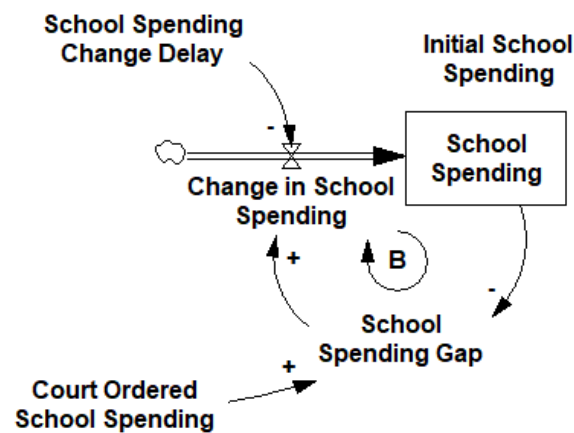 School Spending
Change Delay
Initial School
Spending
-
School
Spending
Change in School
Spending
+
B
-
School
Spending Gap
+
Court Ordered
School Spending